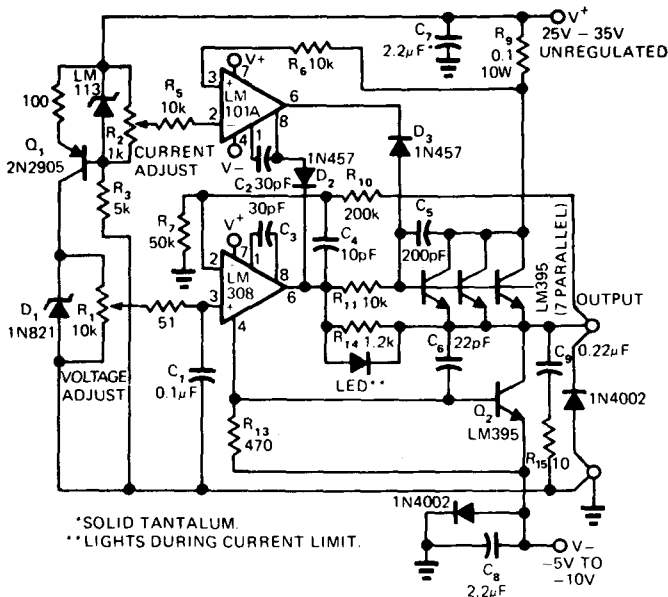 V+
25V – 35V
UNREGULATED
C7
2.2μF*
R9
0.1
10W
V+
R6 10k
LM
113
100
R5
10k
3
7
+
LM
101A
6
2
–
1
8
4
V–
R2
1k
CURRENT
ADJUST
Q1
2N2905
R3
5k
C2 30pF
1N457
D2
D3
1N457
R10
200k
30pF
C3
R7
50k
C4
10pF
C5
200pF
V+
7
1
2
–
LM
308
8
6
3
+
4
R11 10k
LM395
(7 PARALLEL)
OUTPUT
D1
1N821
R1
10k
51
VOLTAGE
ADJUST
C1
0.1μF
R14 1.2k
LED**
C6 22pF
C9
0.22μF
1N4002
Q2
LM395
R13
470
R15 10
1N4002
*SOLID TANTALUM.
**LIGHTS DURING CURRENT LIMIT.
C8
2.2μF
V–
–5V TO
–10V